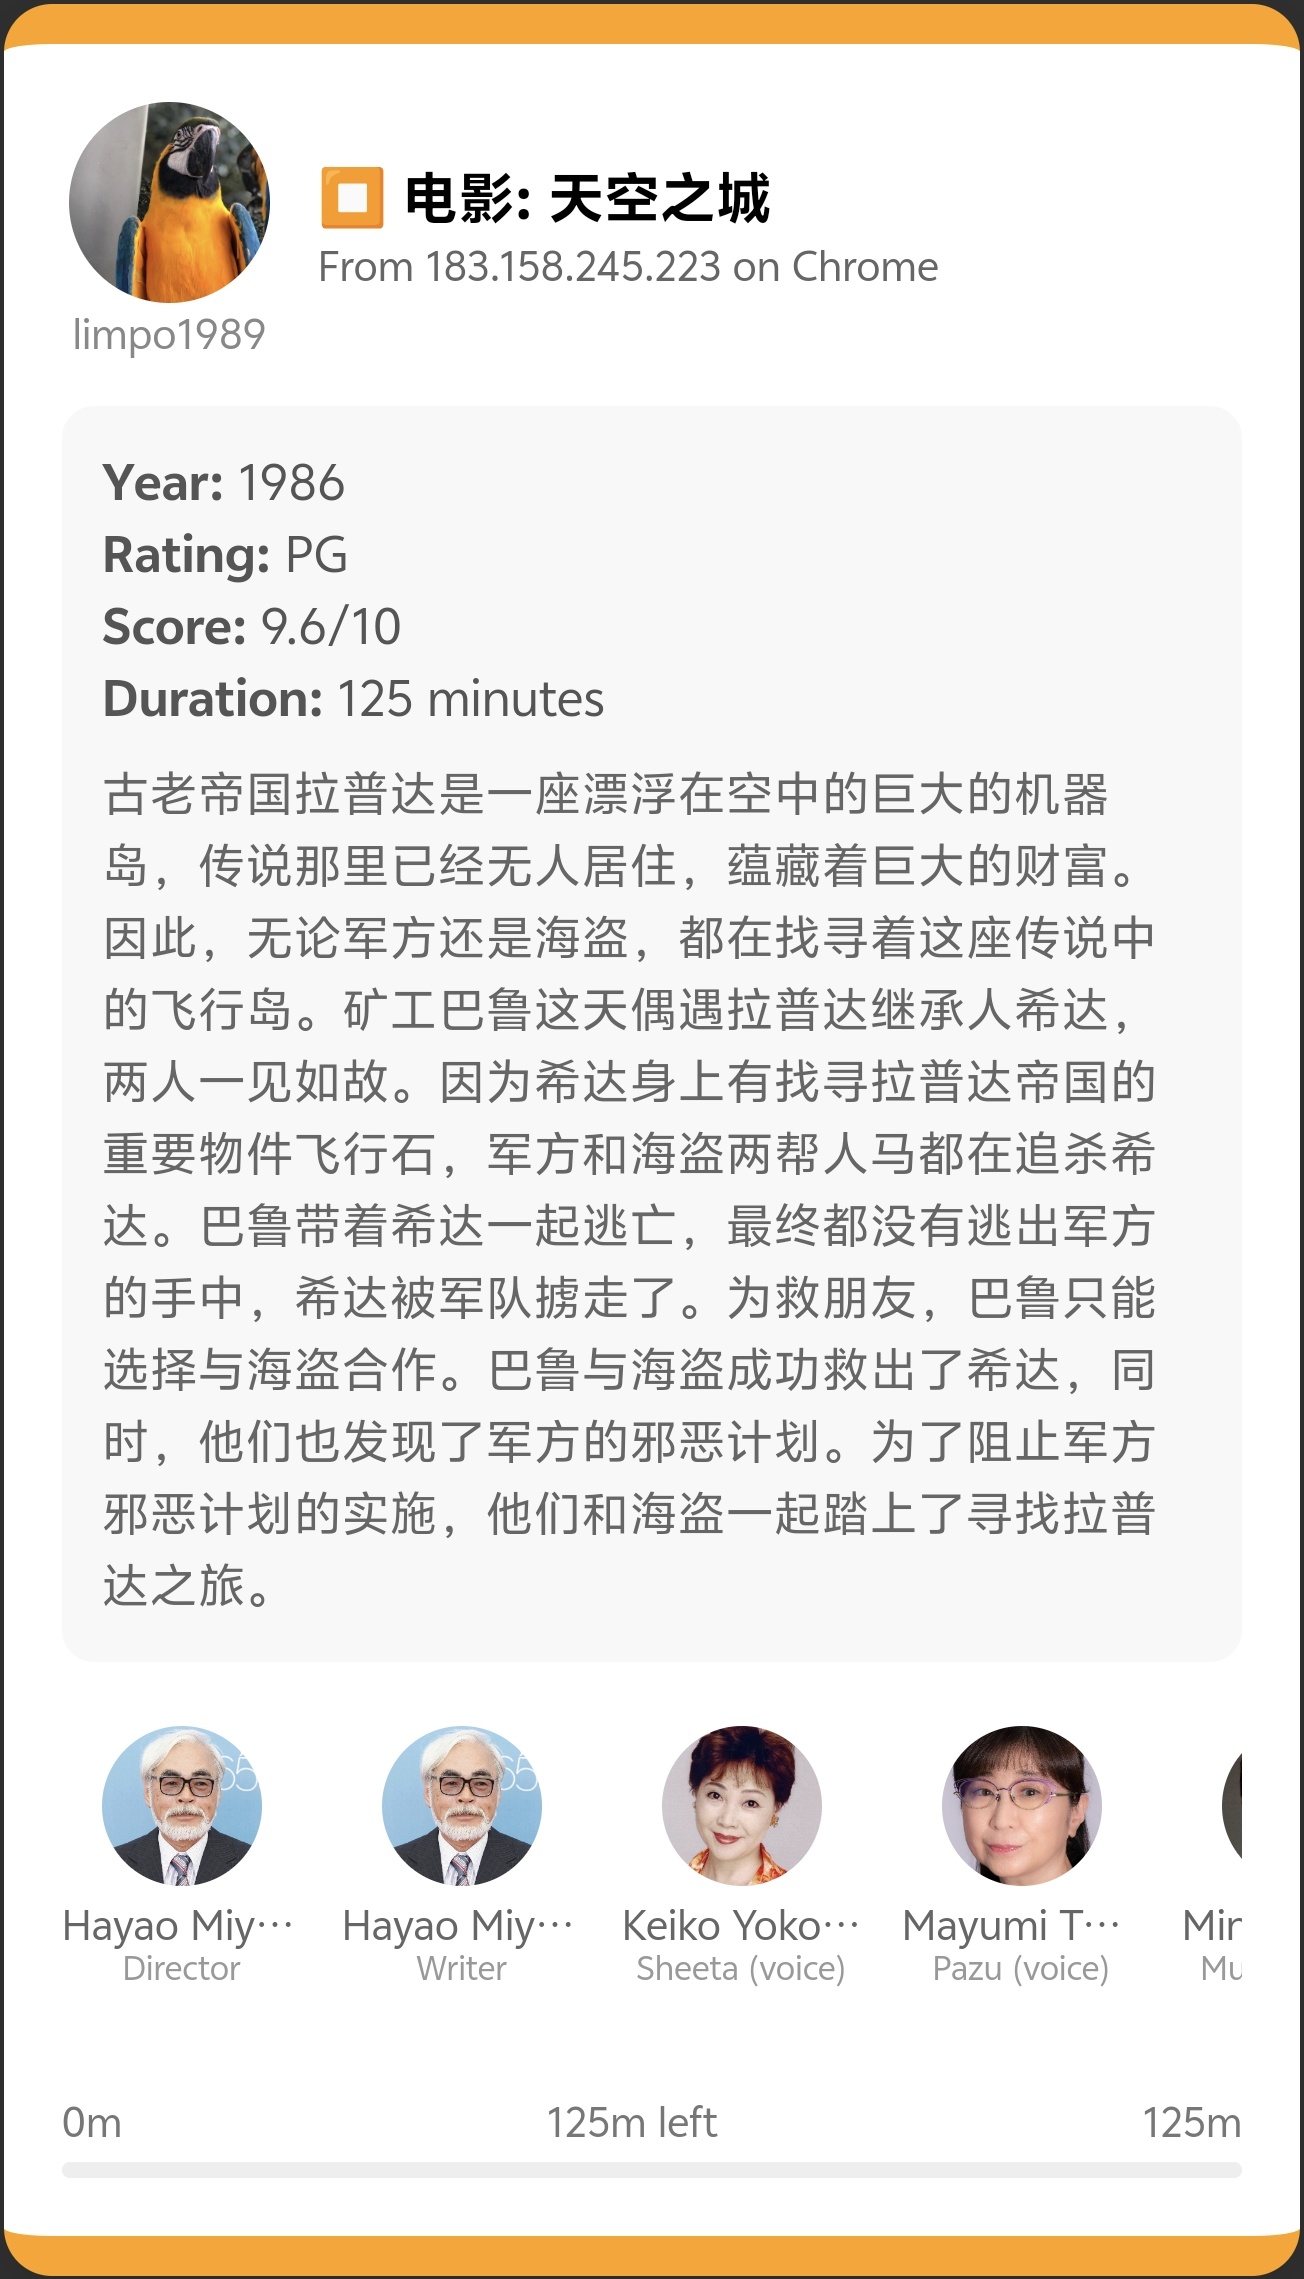 电影: 天空之城
From 183.158.245.223 on Chrome
limpo1989
Year: 1986
Rating: PG
Score: 9.6/10
Duration: 125 minutes
古老帝国拉普达是一座漂浮在空中的巨大的机器
岛，传说那里已经无人居住，蕴藏着巨大的财富。
因此，无论军方还是海盗，都在找寻着这座传说中
的飞行岛。矿工巴鲁这天偶遇拉普达继承人希达，
两人一见如故。因为希达身上有找寻拉普达帝国的
重要物件飞行石，军方和海盗两帮人马都在追杀希
达。巴鲁带着希达一起逃亡，最终都没有逃出军方
的手中，希达被军队掳走了。为救朋友，巴鲁只能
选择与海盗合作。巴鲁与海盗成功救出了希达，同
时，他们也发现了军方的邪恶计划。为了阻止军方
邪恶计划的实施，他们和海盗一起踏上了寻找拉普
达之旅。
65
65
Hayao Miy… Hayao Miy… Keiko Yoko… Mayumi T… Min
Director Writer Sheeta (voice) Pazu (voice) Mu
0m 125m left 125m